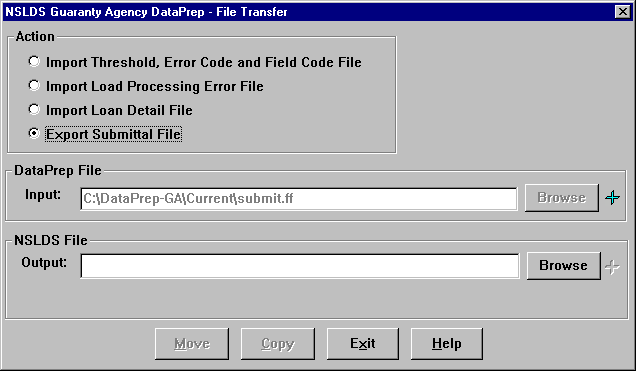 NSLDS Guaranty Agency DataPrep - File Transfer
Action
Import Threshold, Error Code and Field Code File
Import Load Processing Error File
Import Loan Detail File
Export Submittal File
DataPrep File
Input: C:\DataPrep-GA\Current\submit.ff Browse
NSLDS File
Output: Browse
Move Copy Exit Help